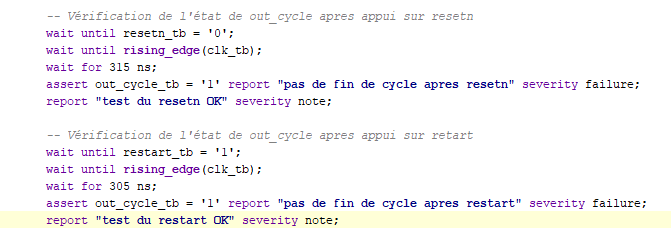 -- Vérification de l'état de out_cycle apres appui sur resetn
wait until resetn_tb = '0';
wait until rising_edge(clk_tb);
wait for 315 ns;
assert out_cycle_tb = '1' report "pas de fin de cycle apres resetn" severity failure;
report "test du resetn OK" severity note;
-- Vérification de l'état de out_cycle apres appui sur retart
wait until restart_tb = '1';
wait until rising_edge(clk_tb);
wait for 305 ns;
assert out_cycle_tb = '1' report "pas de fin de cycle apres restart" severity failure;
report "test du restart OK" severity note;